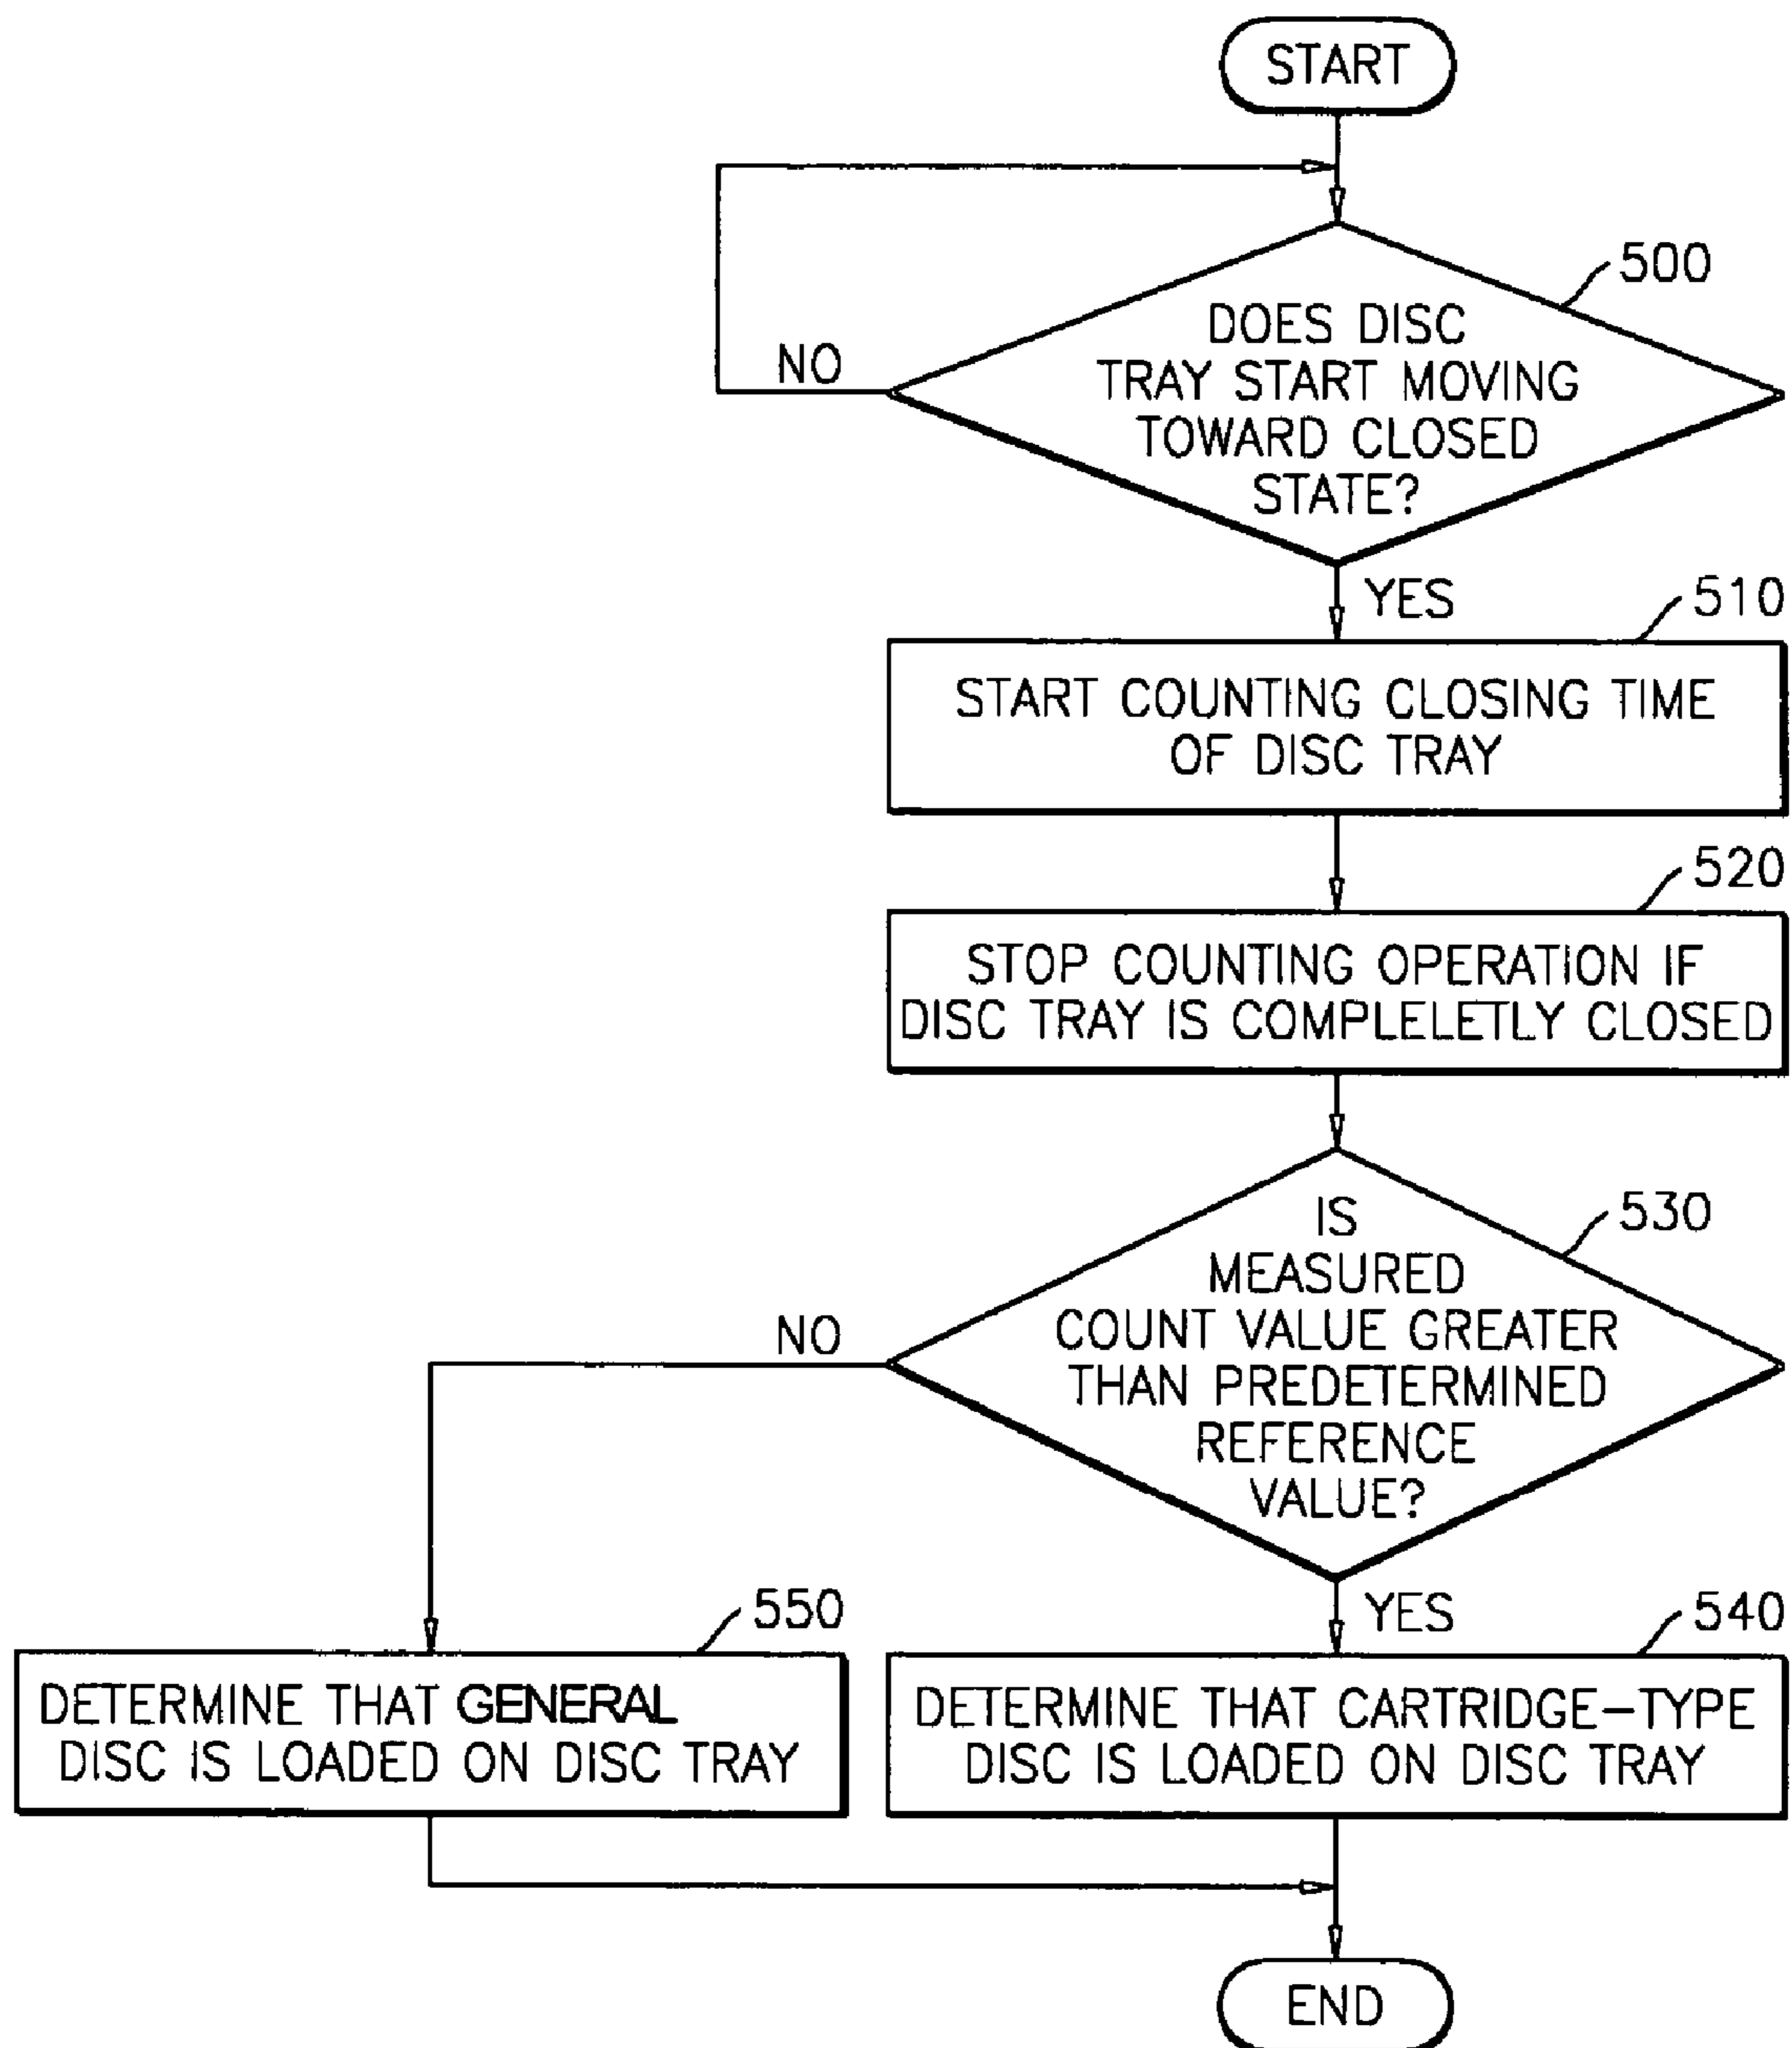 START
500
DOES DISC
TRAY START MOVING
TOWARD CLOSED
STATE?
NO
YES
510
START COUNTING CLOSING TIME
OF DISC TRAY
520
STOP COUNTING OPERATION IF
DISC TRAY IS COMPLELETLY CLOSED
530
IS
MEASURED
COUNT VALUE GREATER
THAN PREDETERMINED
REFERENCE
VALUE?
NO
YES
550
DETERMINE THAT GENERAL
DISC IS LOADED ON DISC TRAY
540
DETERMINE THAT CARTRIDGE-TYPE
DISC IS LOADED ON DISC TRAY
END